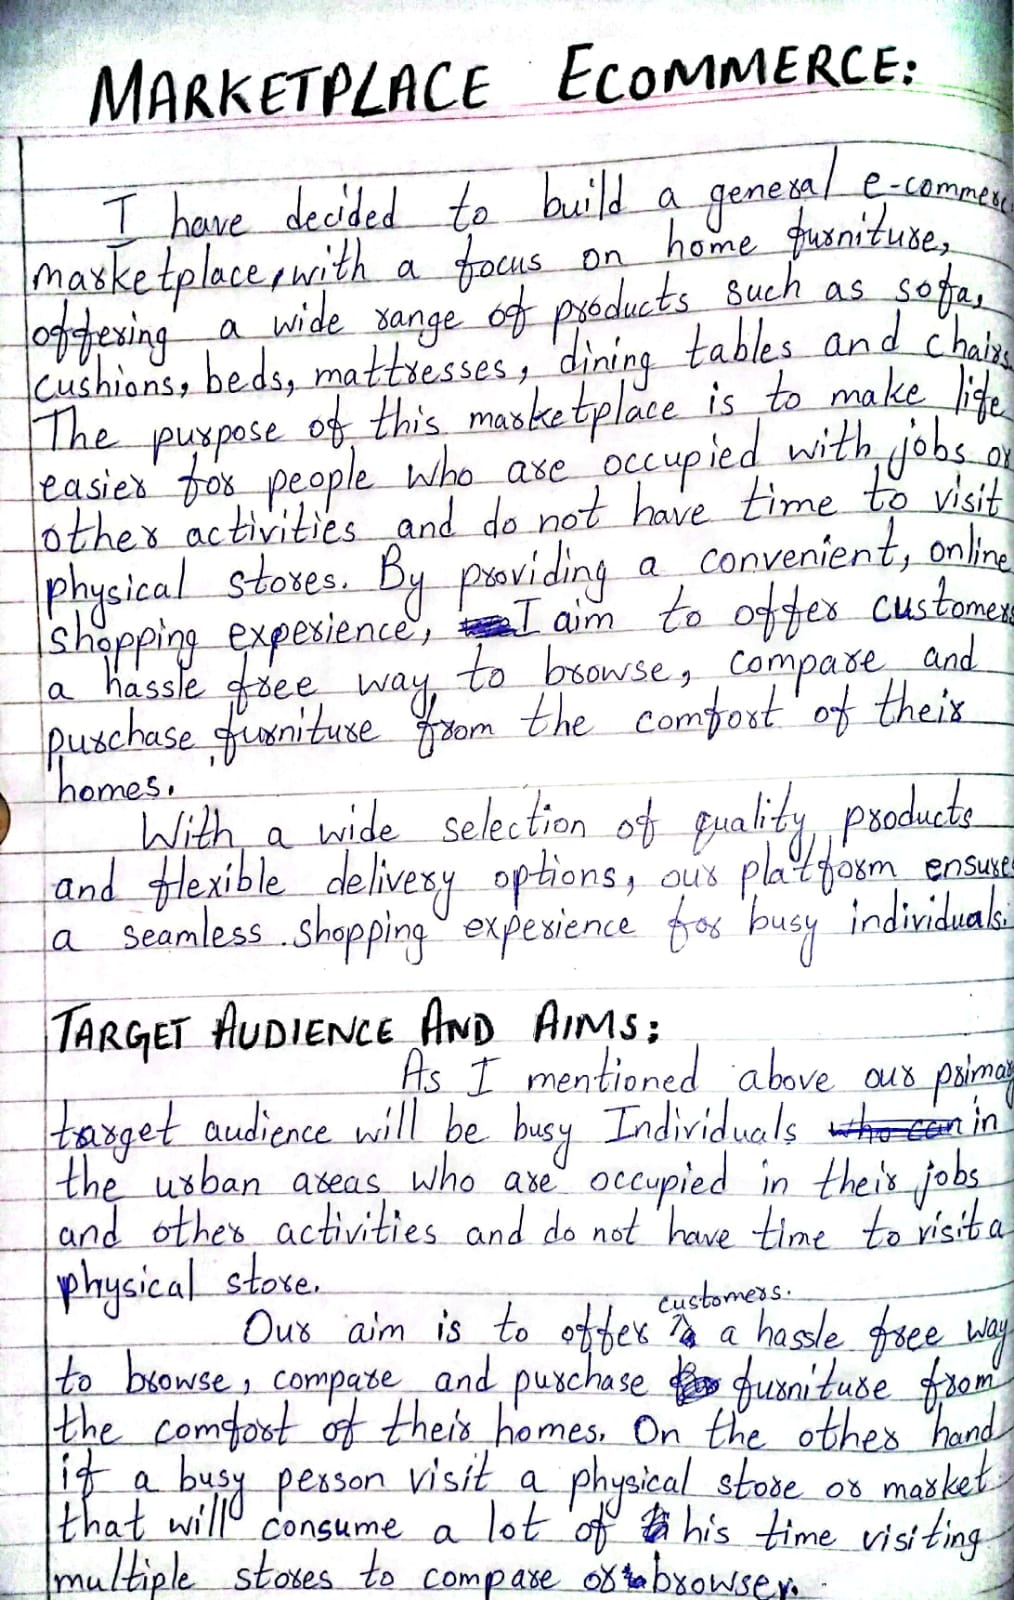 MARKETPLACE ECOMMERCE:
I have decided to build a general e-commerc
marketplace, with a focus on home furniture,
offering a wide range of products such as sofa,
cushions, beds, mattresses, dining tables and chairs.
The purpose of this marketplace is to make life
easier for people who are occupied with jobs or
other activities and do not have time to visit
physical stores. By providing a convenient, online
shopping experience, I aim to offer customers
a hassle free way to browse, compare and
purchase furniture from the comfort of their
homes.
With a wide selection of quality products
and flexible delivery options, our platform ensures
a seamless shopping experience for busy individuals.
TARGET AUDIENCE AND AIMS:
As I mentioned above our primary
target audience will be busy Individuals in
the urban areas who are occupied in their jobs
and other activities and do not have time to visit a
physical store.
customers.
Our aim is to offer a hassle free way
to browse, compare and purchase furniture from
the comfort of their homes. On the other hand
if a busy person visit a physical store or market
that will consume a lot of his time visiting
multiple stores to compare or browser.